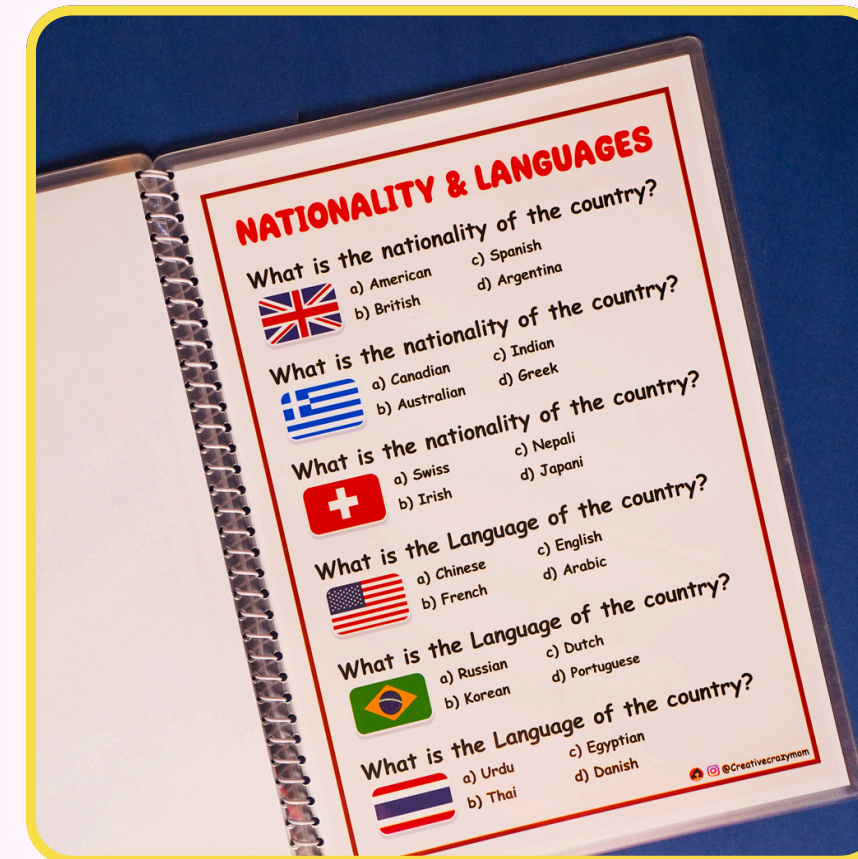 NATIONALITY & LANGUAGES
What is the nationality of the country?
a) American c) Spanish
b) British d) Argentina
What is the nationality of the country?
a) Canadian c) Indian
b) Australian d) Greek
What is the nationality of the country?
a) Swiss c) Nepali
b) Irish d) Japani
What is the Language of the country?
a) Chinese c) English
b) French d) Arabic
What is the Language of the country?
a) Russian c) Dutch
b) Korean d) Portuguese
What is the Language of the country?
a) Urdu c) Egyptian
b) Thai d) Danish
@Creativecrazymom